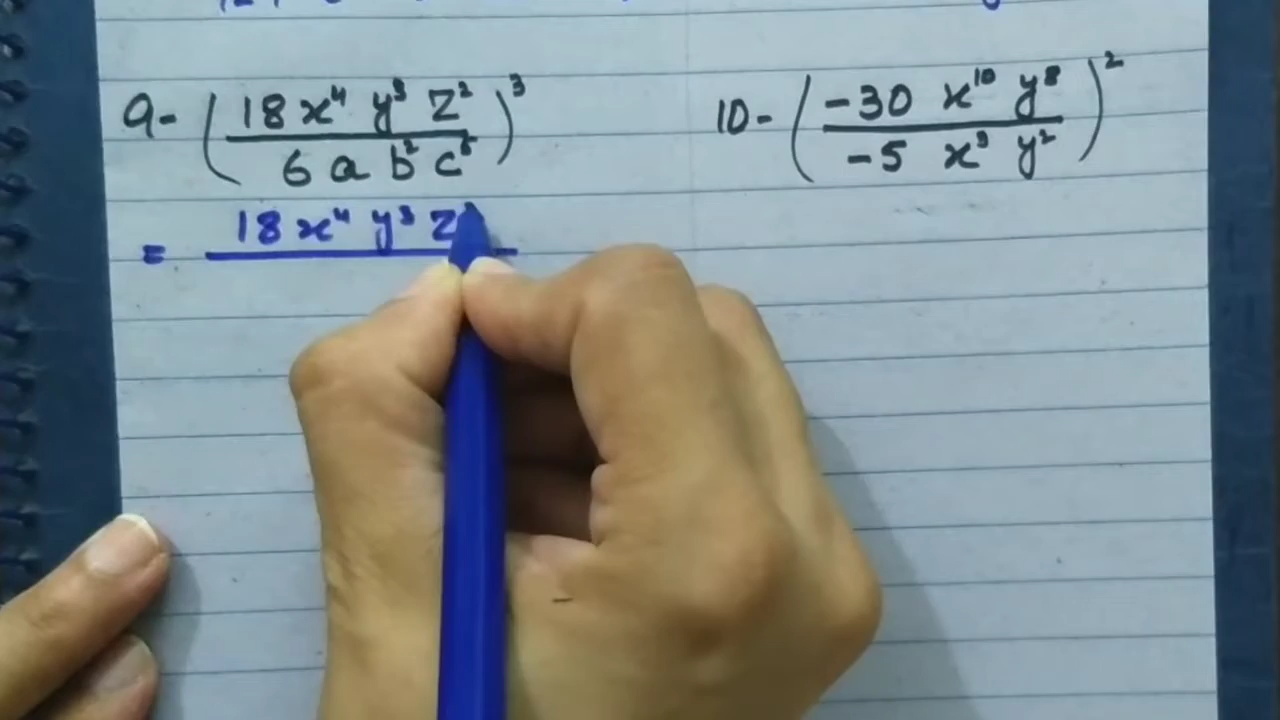 9- (18 x⁴ y³ z² / 6 a b² c⁵)³
10- (-30 x¹⁰ y⁸ / -5 x³ y²)²
= 18 x⁴ y³ z